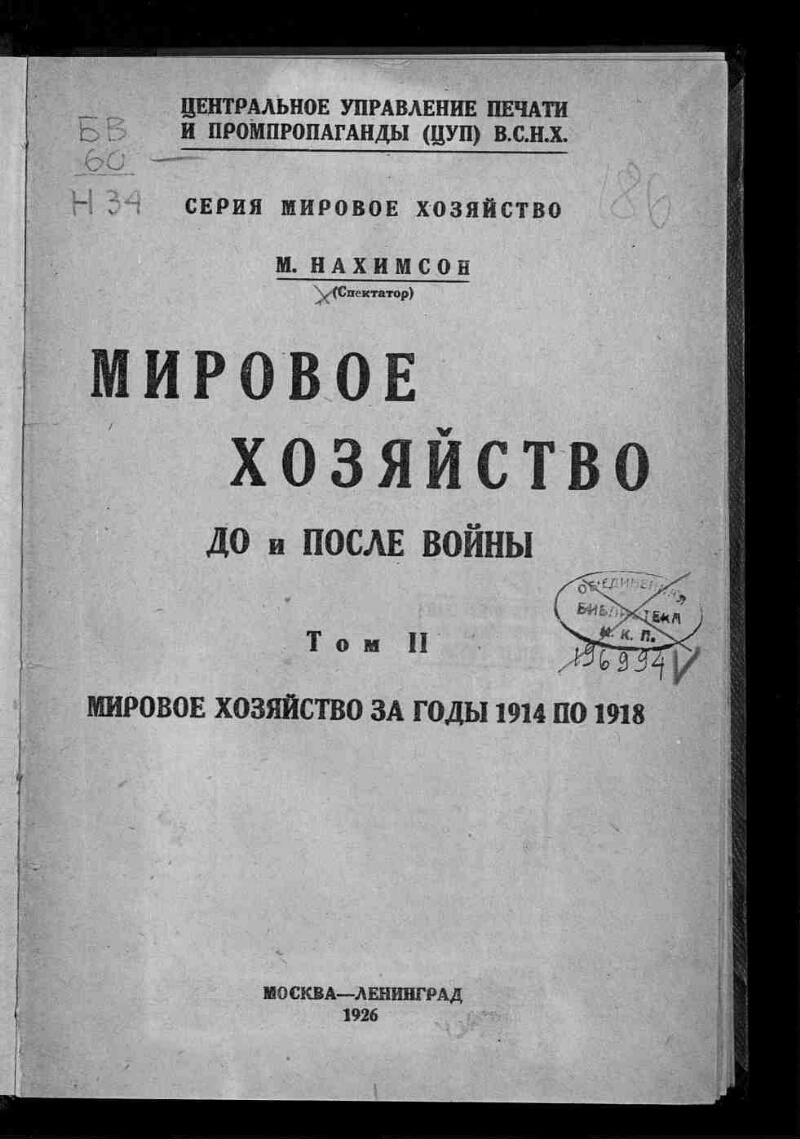 ЦЕНТРАЛЬНОЕ УПРАВЛЕНИЕ ПЕЧАТИ
И ПРОМПРОПАГАНДЫ (ЦУП) В.С.Н.Х.
БВ
60
Н 34
186
СЕРИЯ МИРОВОЕ ХОЗЯЙСТВО
М. НАХИМСОН
(Спектатор)
МИРОВОЕ
ХОЗЯЙСТВО
ДО и ПОСЛЕ ВОЙНЫ
Том II
БИБЛИОТЕКА
Н. К. П.
196994
МИРОВОЕ ХОЗЯЙСТВО ЗА ГОДЫ 1914 ПО 1918
МОСКВА—ЛЕНИНГРАД
1926